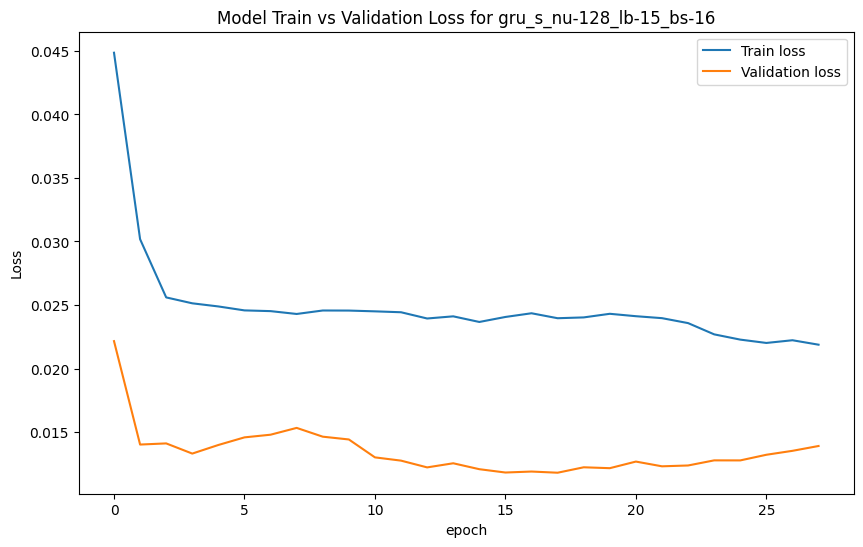 Model Train vs Validation Loss for gru_s_nu-128_lb-15_bs-16
Train loss
Validation loss
0.045
0.040
0.035
0.030
0.025
0.020
0.015
Loss
0
5
10
15
20
25
epoch